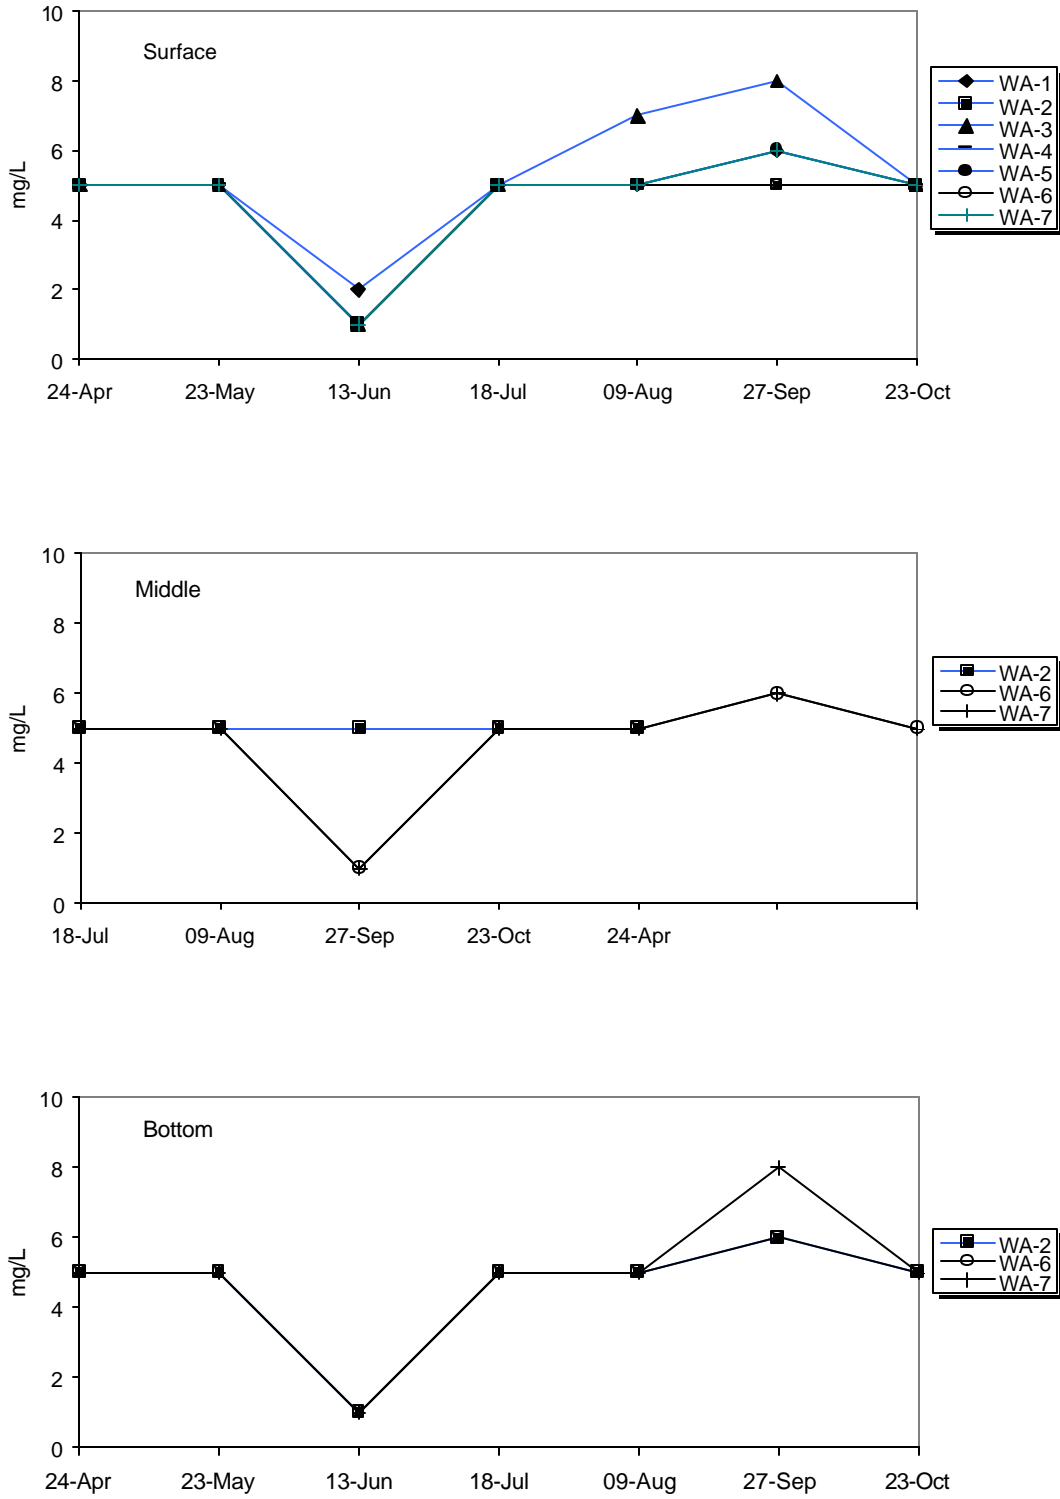 10
Surface
8
6
4
2
0
mg/L
24-Apr 23-May 13-Jun 18-Jul 09-Aug 27-Sep 23-Oct
WA-1
WA-2
WA-3
WA-4
WA-5
WA-6
WA-7
10
Middle
8
6
4
2
0
mg/L
18-Jul 09-Aug 27-Sep 23-Oct 24-Apr
WA-2
WA-6
WA-7
10
Bottom
8
6
4
2
0
mg/L
24-Apr 23-May 13-Jun 18-Jul 09-Aug 27-Sep 23-Oct
WA-2
WA-6
WA-7